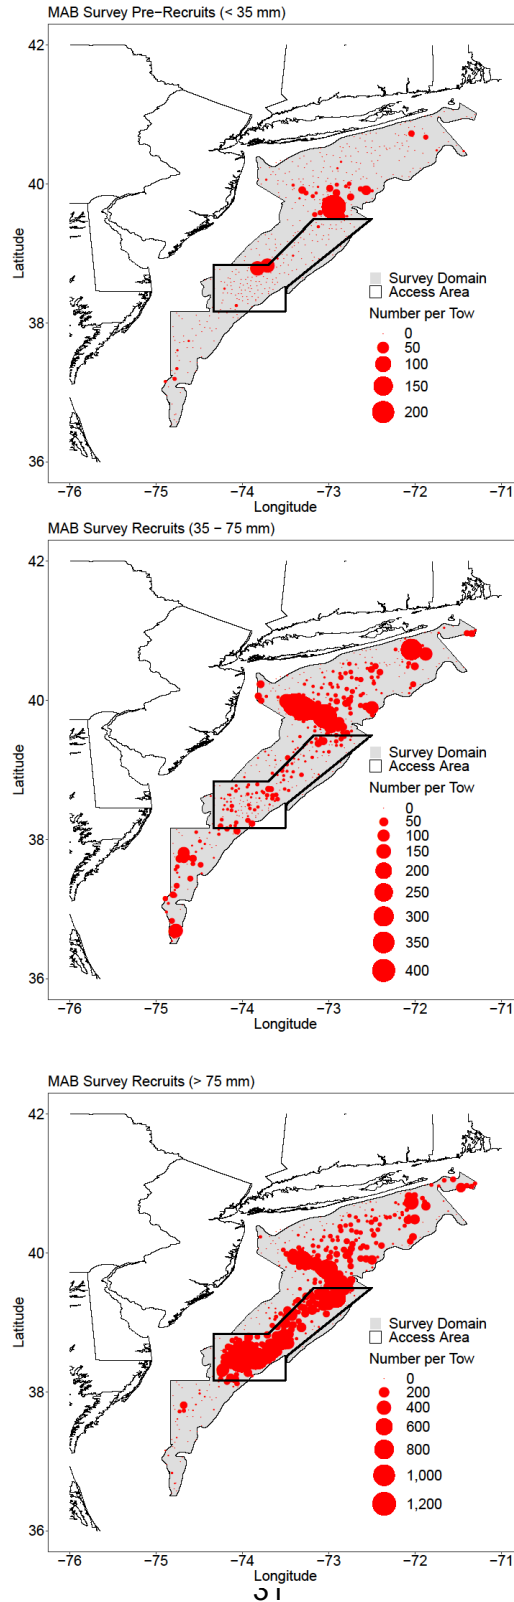 MAB Survey Pre−Recruits (< 35 mm)
42
40
38
36
Latitude
Survey Domain
Access Area
Number per Tow
0
50
100
150
200
−76 −75 −74 −73 −72 −71
Longitude
MAB Survey Recruits (35 − 75 mm)
42
40
38
36
Latitude
Survey Domain
Access Area
Number per Tow
0
50
100
150
200
250
300
350
400
−76 −75 −74 −73 −72 −71
Longitude
MAB Survey Recruits (> 75 mm)
42
40
38
36
Latitude
Survey Domain
Access Area
Number per Tow
0
200
400
600
800
1,000
1,200
−76 −75 −74 −73 −72 −71
Longitude